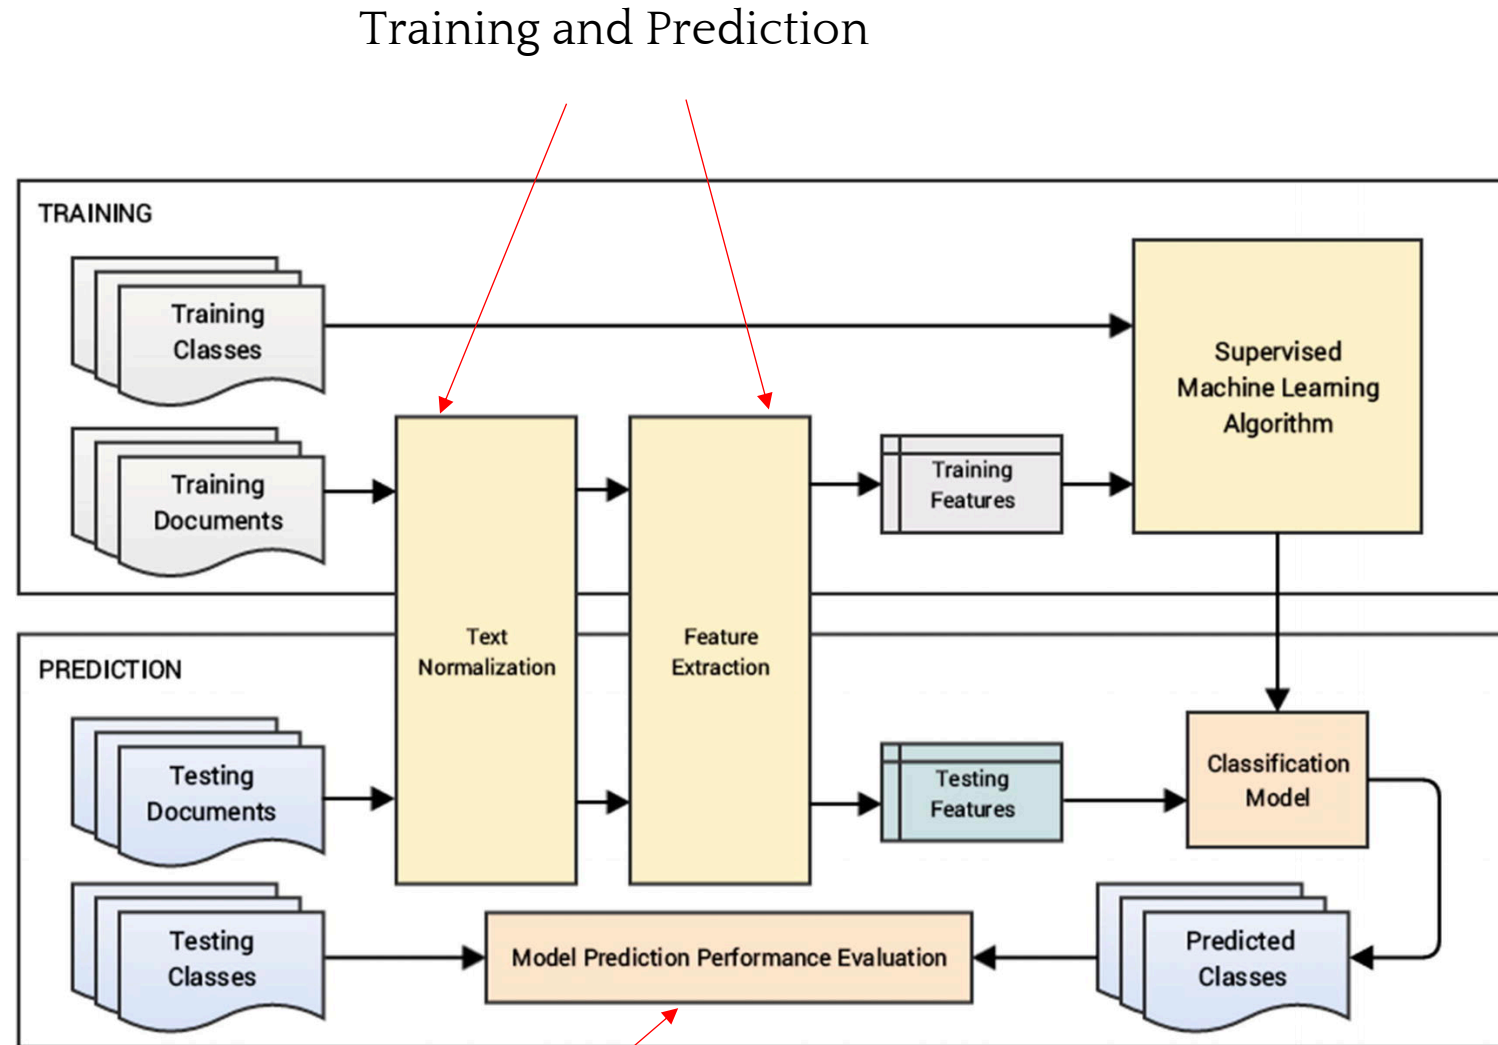 Training and Prediction
TRAINING
Training
Classes
Supervised
Machine Learning
Algorithm
Training
Documents
Training
Features
Text
Normalization
Feature
Extraction
PREDICTION
Testing
Documents
Testing
Features
Classification
Model
Testing
Classes
Model Prediction Performance Evaluation
Predicted
Classes